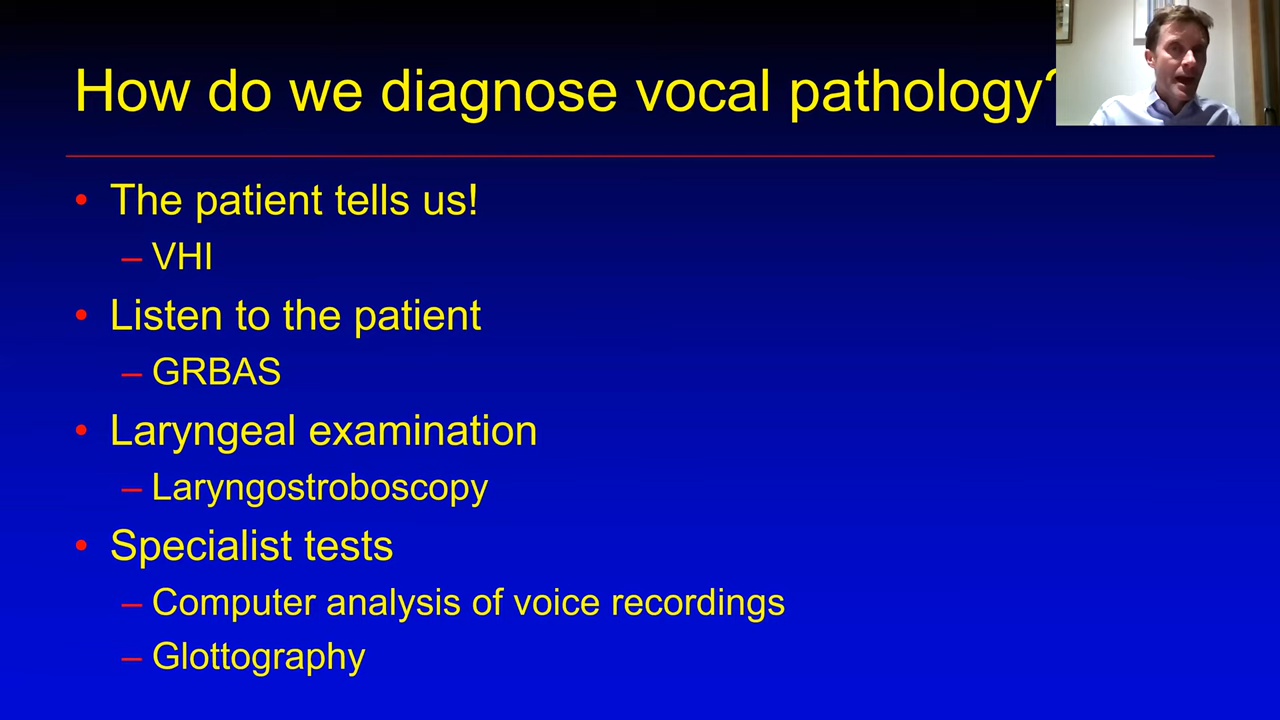 How do we diagnose vocal pathology?
• The patient tells us!
– VHI
• Listen to the patient
– GRBAS
• Laryngeal examination
– Laryngostroboscopy
• Specialist tests
– Computer analysis of voice recordings
– Glottography